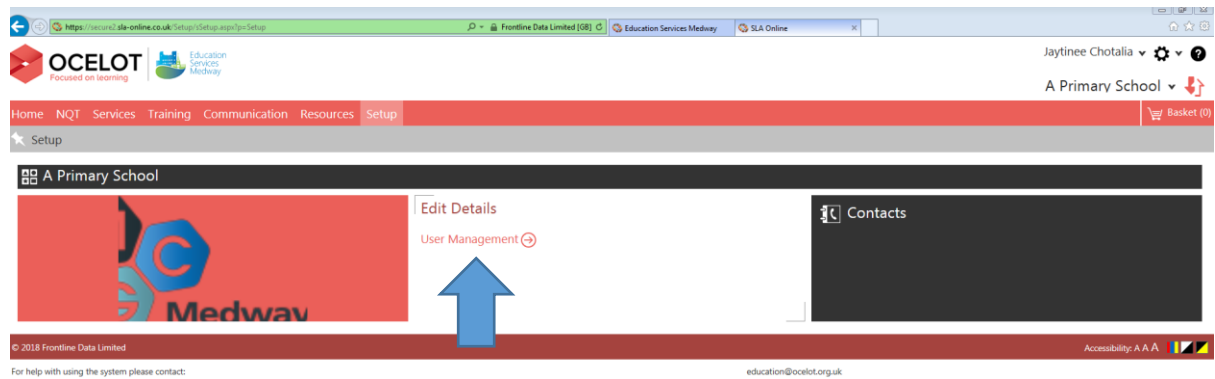 https://secure2.sla-online.co.uk/Setup/sSetup.aspx?p=Setup
Frontline Data Limited [GB]
Education Services Medway
SLA Online
OCELOT
Focused on learning
Education
Services
Medway
Jaytinee Chotalia
A Primary School
Home NQT Services Training Communication Resources Setup
Basket (0)
Setup
A Primary School
Medway
Edit Details
User Management
Contacts
© 2018 Frontline Data Limited
Accessibility: A A A
For help with using the system please contact:
education@ocelot.org.uk